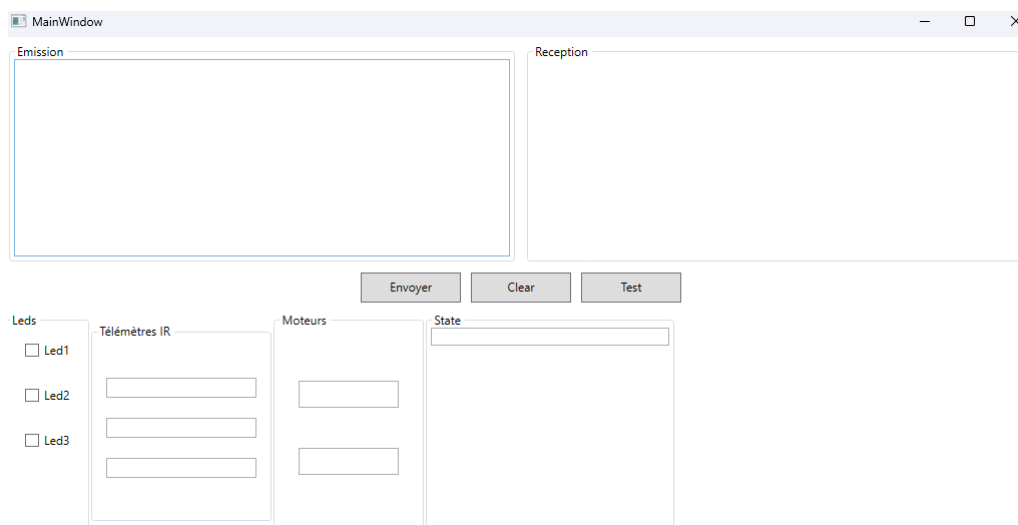 MainWindow
Emission
Reception
Envoyer
Clear
Test
Leds
Led1
Led2
Led3
Télémètres IR
Moteurs
State